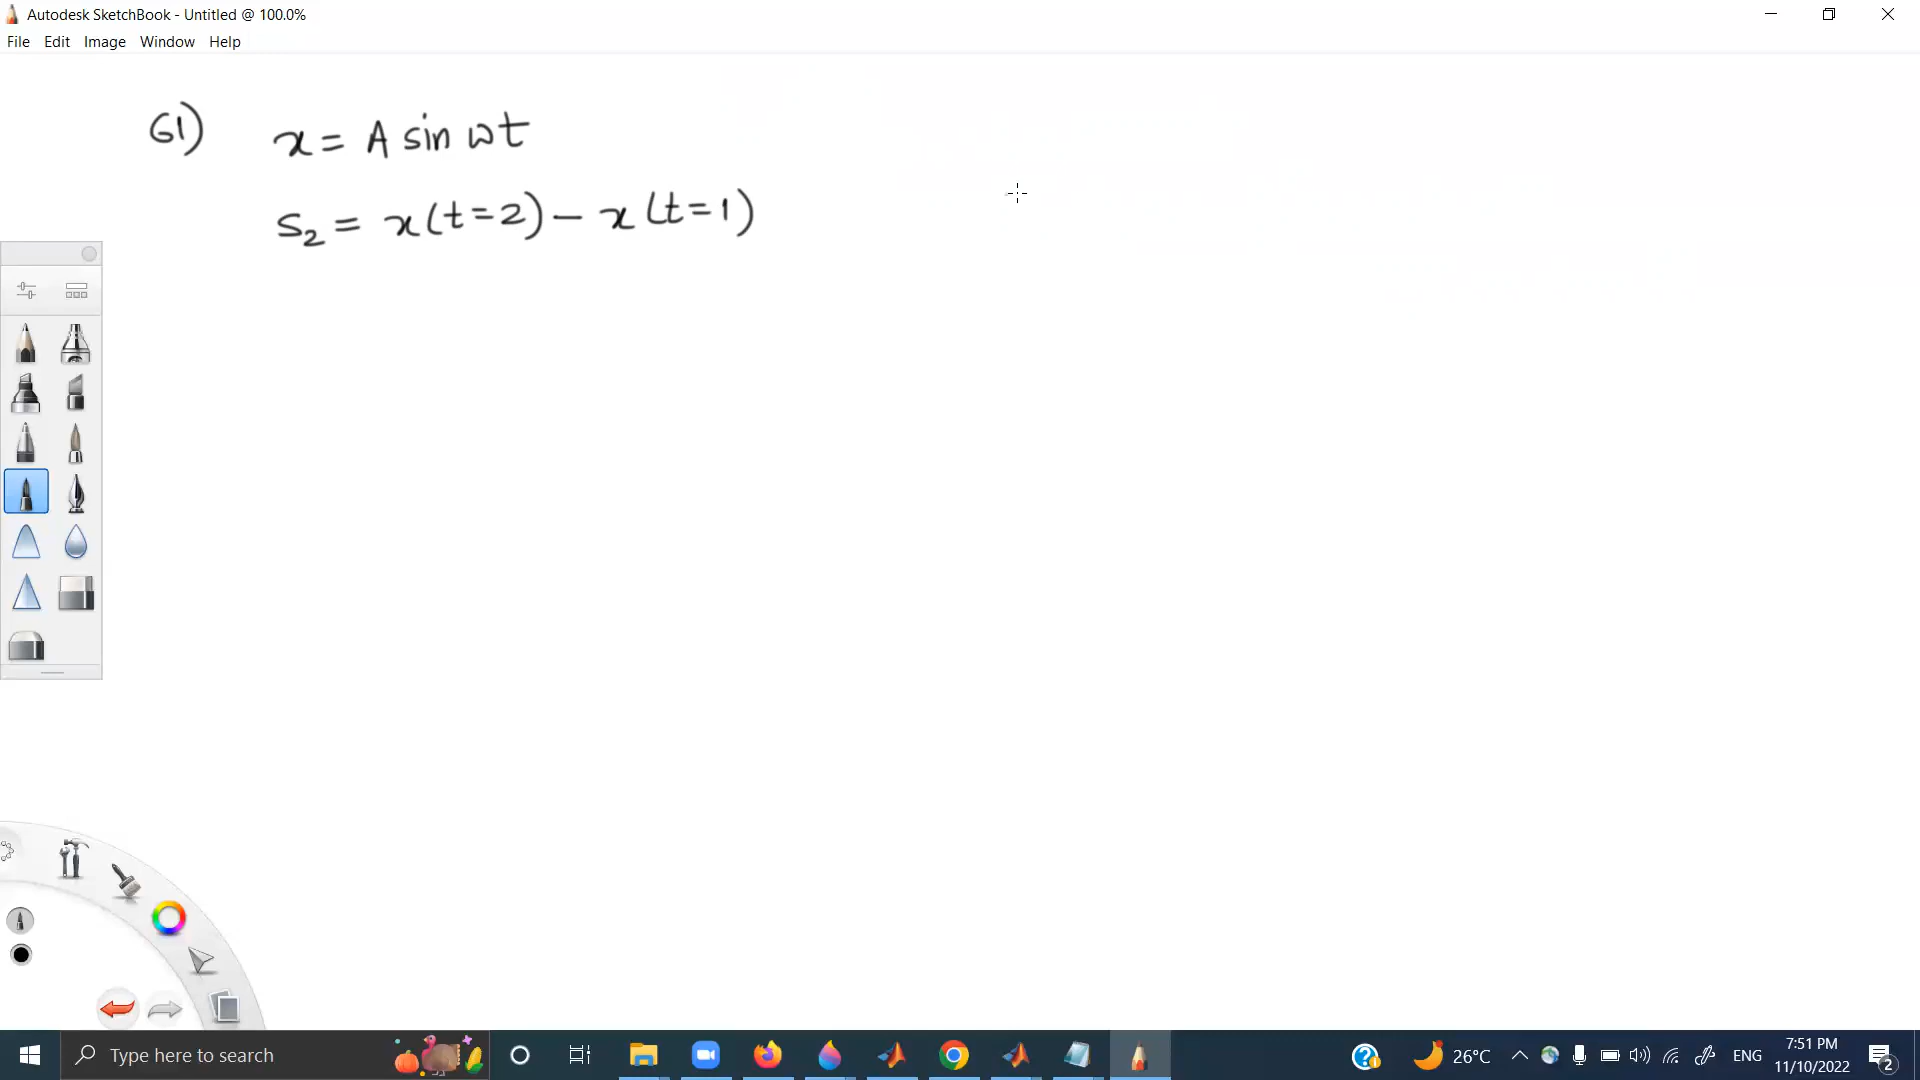 Autodesk SketchBook - Untitled @ 100.0%
File Edit Image Window Help
61) x = A sin ωt
s₂ = x(t=2) − x(t=1)
Type here to search
26°C
ENG
7:51 PM
11/10/2022
2